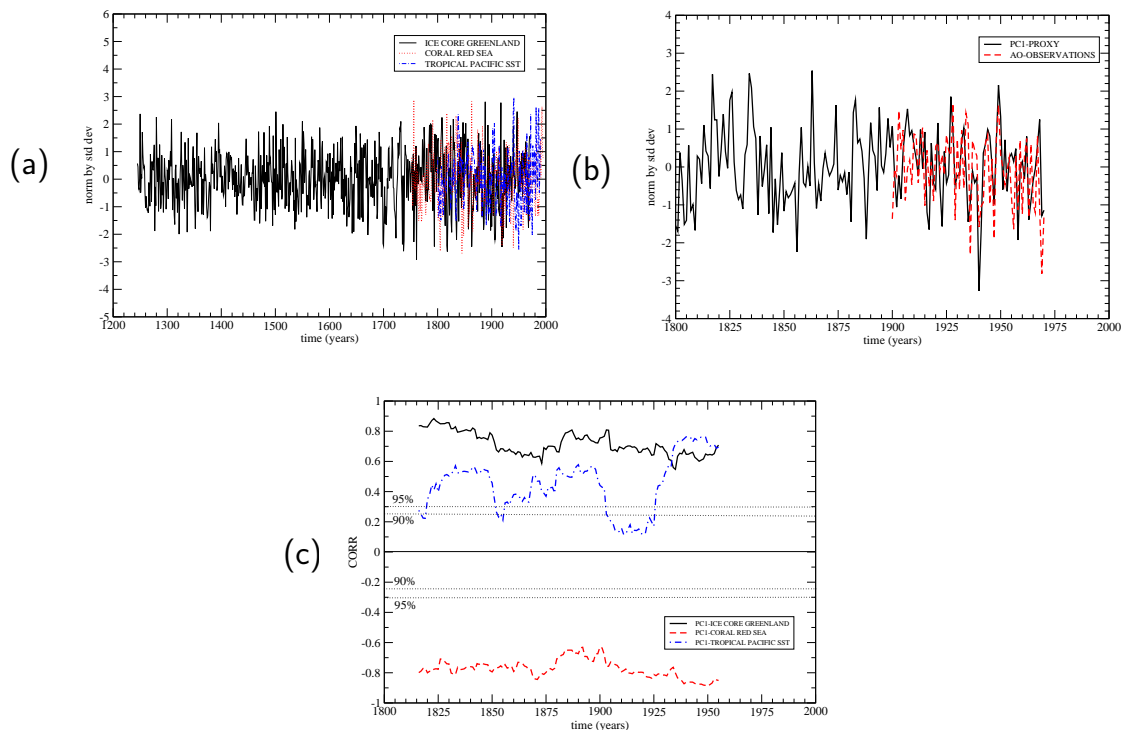 (a)
norm by std dev
6
5
4
3
2
1
0
-1
-2
-3
-4
-5
1200 1300 1400 1500 1600 1700 1800 1900 2000
time (years)
ICE CORE GREENLAND
CORAL RED SEA
TROPICAL PACIFIC SST
(b)
norm by std dev
4
3
2
1
0
-1
-2
-3
-4
1800 1825 1850 1875 1900 1925 1950 1975 2000
time (years)
PC1-PROXY
AO-OBSERVATIONS
(c)
CORR
1
0.8
0.6
0.4
0.2
0
-0.2
-0.4
-0.6
-0.8
-1
95%
90%
90%
95%
PC1-ICE CORE GREENLAND
PC1-CORAL RED SEA
PC1-TROPICAL PACIFIC SST
1800 1825 1850 1875 1900 1925 1950 1975 2000
time (years)